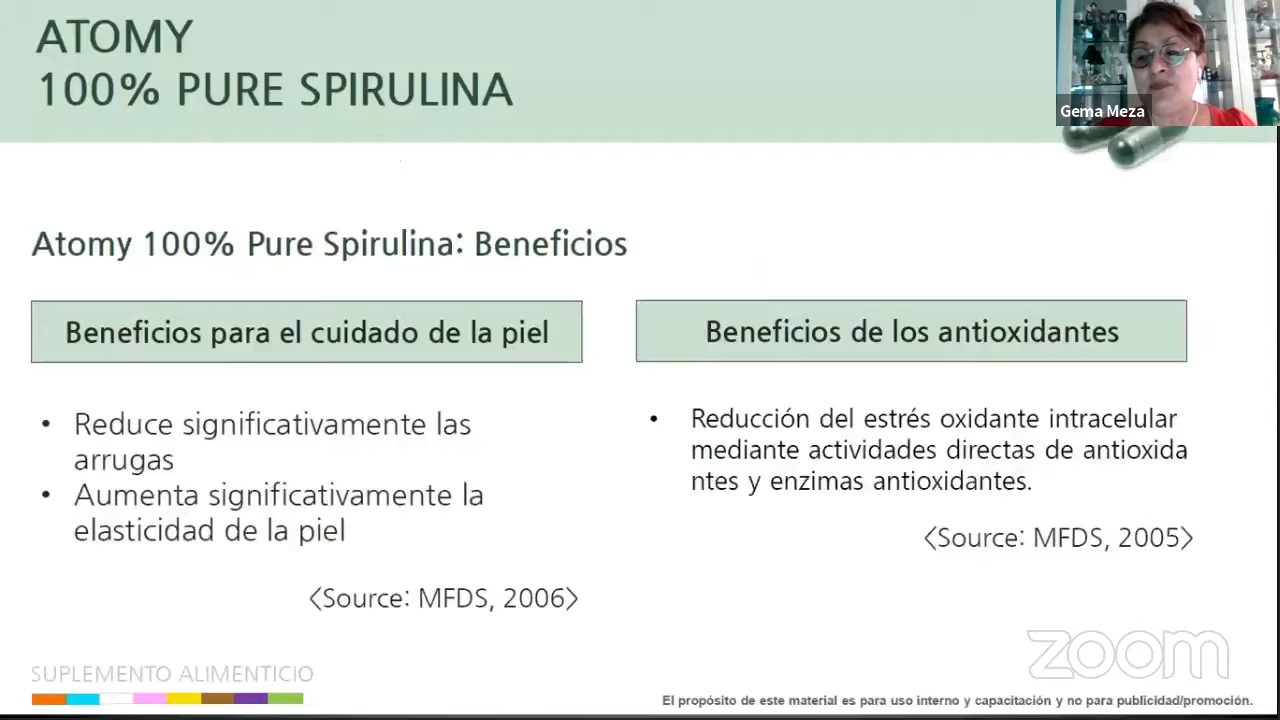 ATOMY
100% PURE SPIRULINA
Gema Meza
Atomy 100% Pure Spirulina: Beneficios
Beneficios para el cuidado de la piel
• Reduce significativamente las
arrugas
• Aumenta significativamente la
elasticidad de la piel
<Source: MFDS, 2006>
Beneficios de los antioxidantes
• Reducción del estrés oxidante intracelular
mediante actividades directas de antioxida
ntes y enzimas antioxidantes.
<Source: MFDS, 2005>
zoom
SUPLEMENTO ALIMENTICIO
El propósito de este material es para uso interno y capacitación y no para publicidad/promoción.